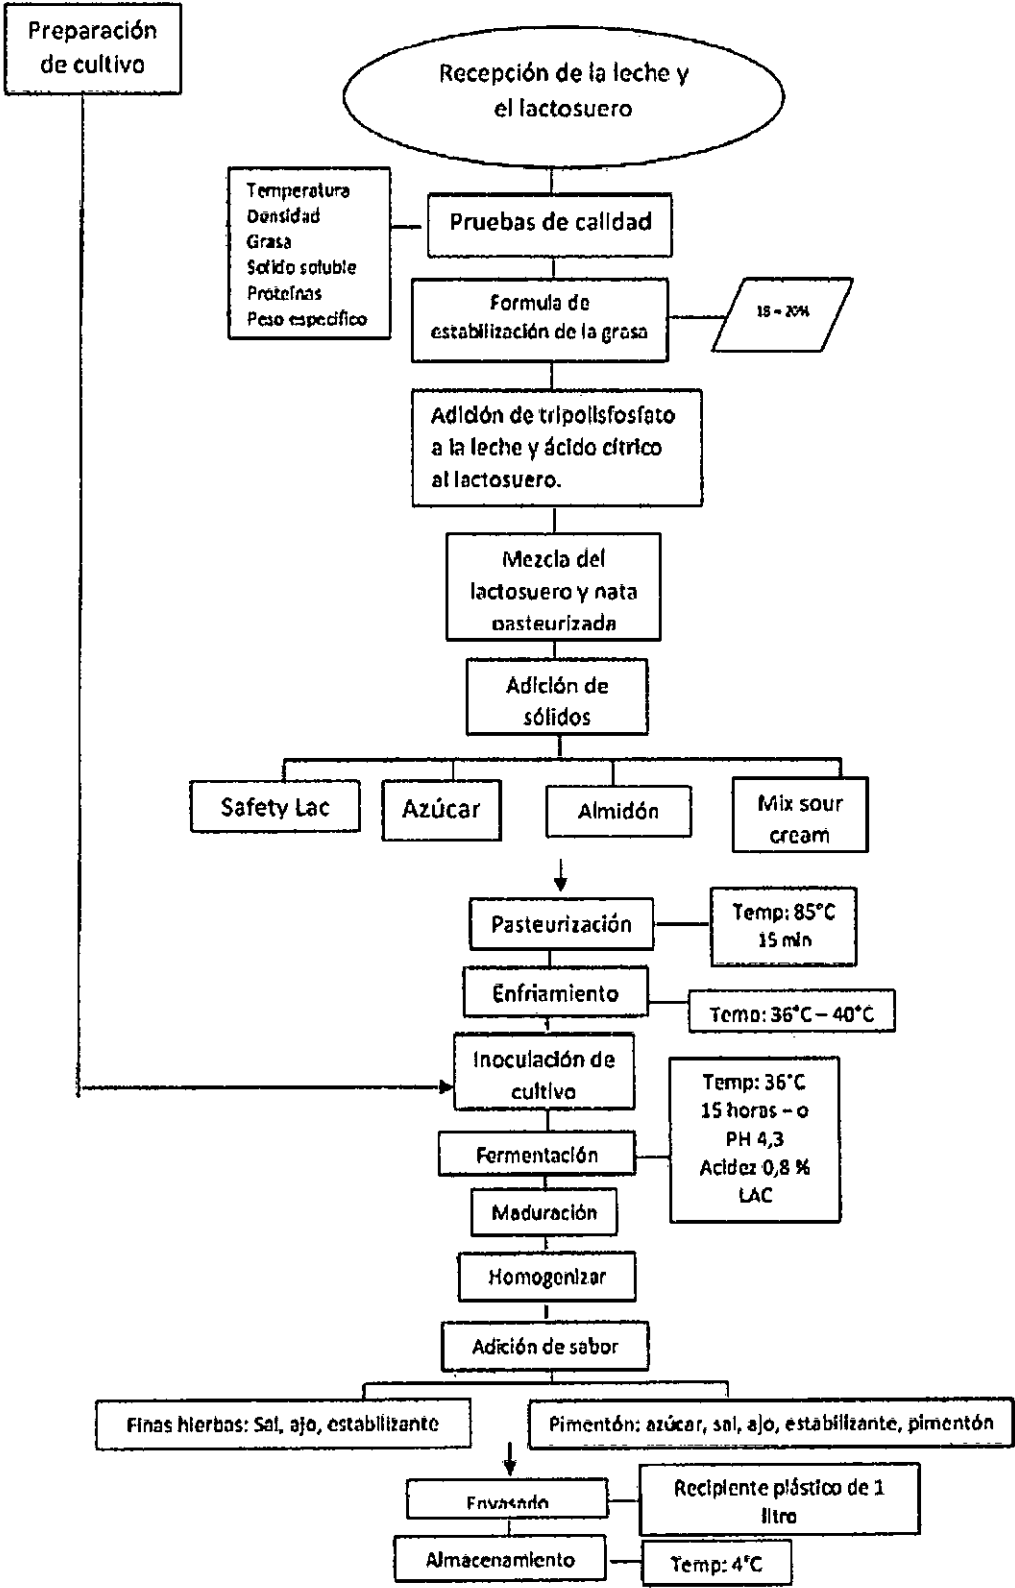 Preparación
de cultivo
Recepción de la leche y
el lactosuero
Temperatura
Densidad
Grasa
Solido soluble
Proteínas
Peso especifico
Pruebas de calidad
Formula de
estabilización de la grasa
18 – 20%
Adición de tripolisfosfato
a la leche y ácido cítrico
al lactosuero.
Mezcla del
lactosuero y nata
pasteurizada
Adición de
sólidos
Safety Lac
Azúcar
Almidón
Mix sour
cream
Pasteurización
Temp: 85°C
15 min
Enfriamiento
Temp: 36°C – 40°C
Inoculación de
cultivo
Temp: 36°C
15 horas – o
PH 4,3
Acidez 0,8 %
LAC
Fermentación
Maduración
Homogenizar
Adición de sabor
Finas hierbas: Sal, ajo, estabilizante
Pimentón: azúcar, sal, ajo, estabilizante, pimentón
Envasado
Recipiente plástico de 1
litro
Almacenamiento
Temp: 4°C